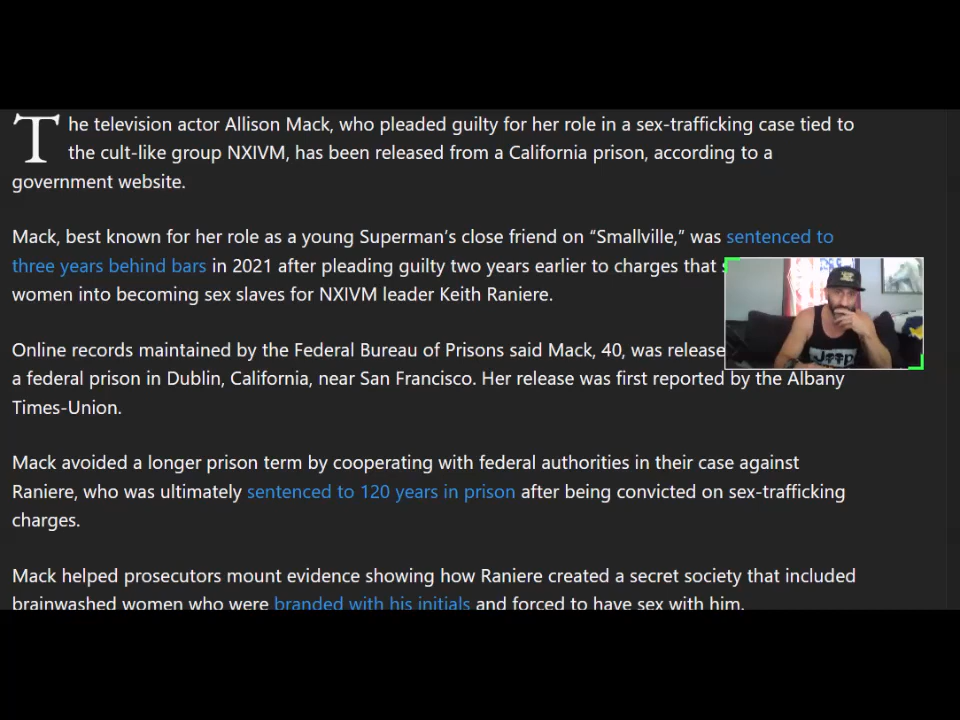 The television actor Allison Mack, who pleaded guilty for her role in a sex-trafficking case tied to
the cult-like group NXIVM, has been released from a California prison, according to a
government website.
Mack, best known for her role as a young Superman’s close friend on “Smallville,” was sentenced to
three years behind bars in 2021 after pleading guilty two years earlier to charges that
women into becoming sex slaves for NXIVM leader Keith Raniere.
Online records maintained by the Federal Bureau of Prisons said Mack, 40, was
a federal prison in Dublin, California, near San Francisco. Her release was first reported by the Albany
Times-Union.
Mack avoided a longer prison term by cooperating with federal authorities in their case against
Raniere, who was ultimately sentenced to 120 years in prison after being convicted on sex-trafficking
charges.
Mack helped prosecutors mount evidence showing how Raniere created a secret society that included
brainwashed women who were branded with his initials and forced to have sex with him.